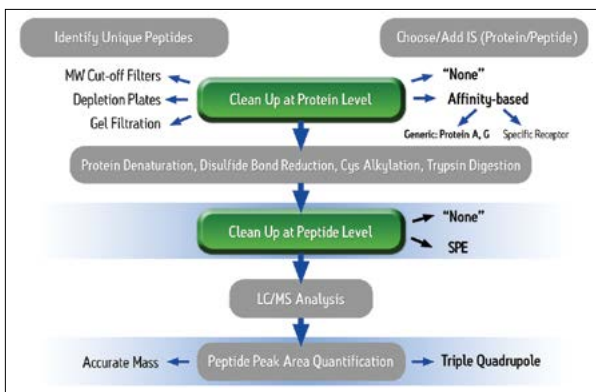 Identify Unique Peptides
Choose/Add IS (Protein/Peptide)
MW Cut-off Filters
Depletion Plates
Gel Filtration
Clean Up at Protein Level
"None"
Affinity-based
Generic: Protein A, G
Specific Receptor
Protein Denaturation, Disulfide Bond Reduction, Cys Alkylation, Trypsin Digestion
Clean Up at Peptide Level
"None"
SPE
LC/MS Analysis
Accurate Mass
Peptide Peak Area Quantification
Triple Quadrupole